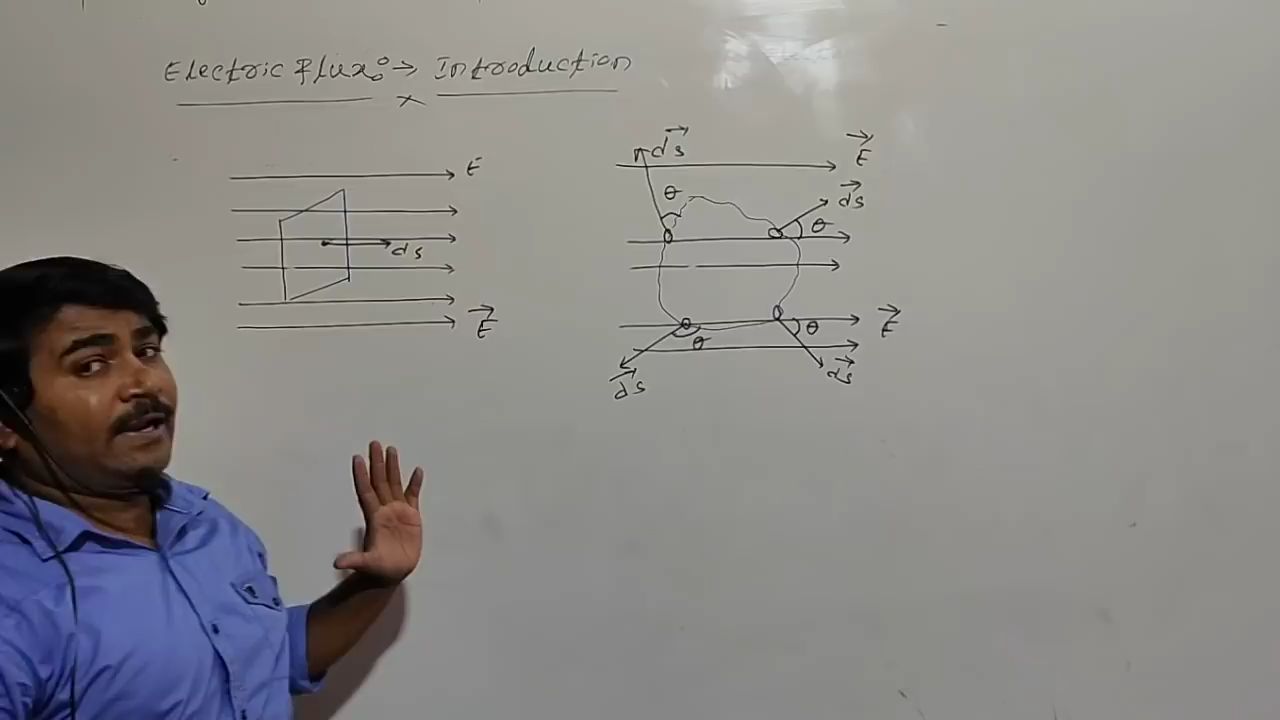 Electric flux :→ Introduction
E
ds
E
ds
E
θ
ds
θ
θ
E
θ
ds
ds